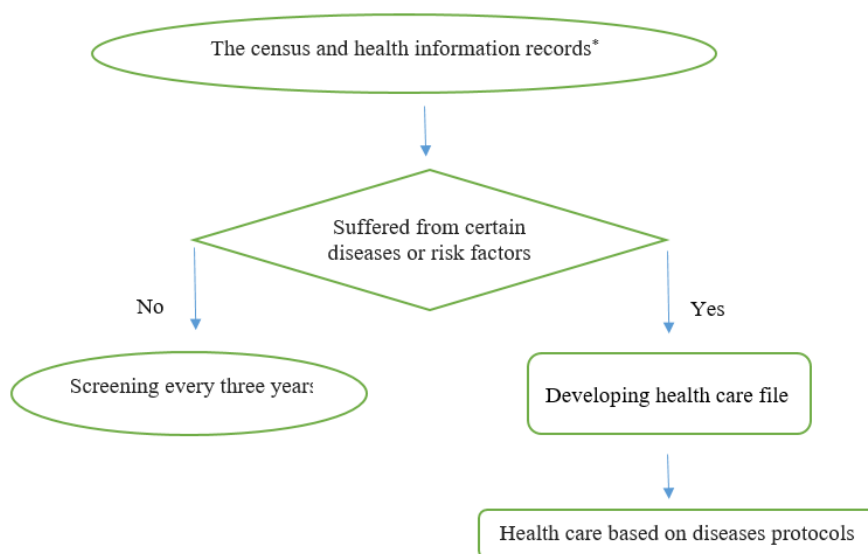 The census and health information records*
Suffered from certain
diseases or risk factors
No
Yes
Screening every three years
Developing health care file
Health care based on diseases protocols